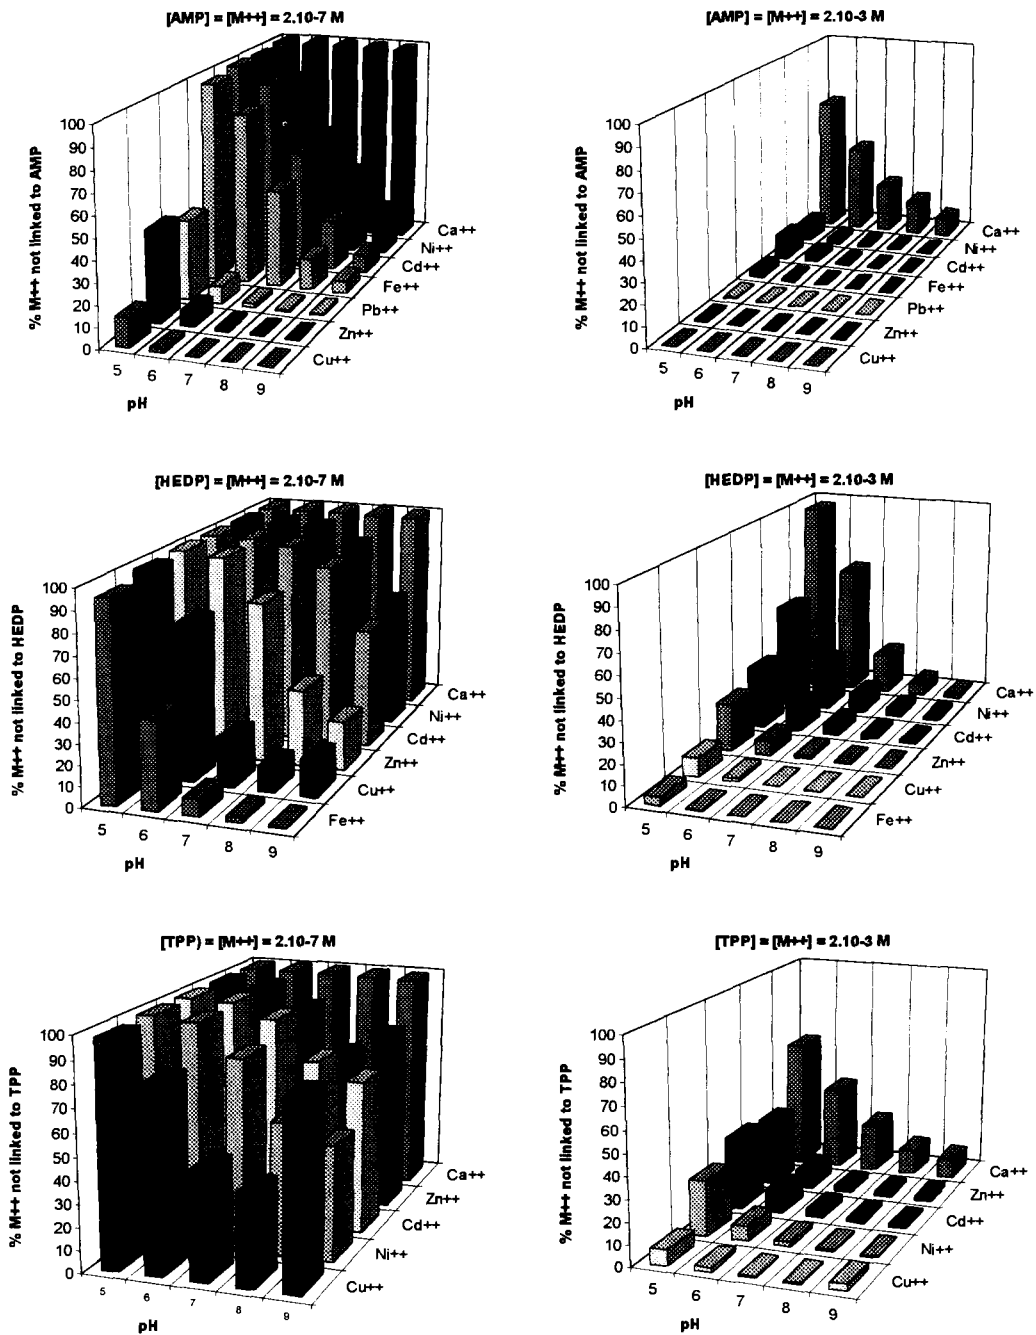 [AMP] = [M++] = 2.10-7 M
% M++ not linked to AMP
100
90
80
70
60
50
40
30
20
10
0
5 6 7 8 9
pH
Ca++
Ni++
Cd++
Fe++
Pb++
Zn++
Cu++
[AMP] = [M++] = 2.10-3 M
% M++ not linked to AMP
100
90
80
70
60
50
40
30
20
10
0
5 6 7 8 9
pH
Ca++
Ni++
Cd++
Fe++
Pb++
Zn++
Cu++
[HEDP] = [M++] = 2.10-7 M
% M++ not linked to HEDP
100
90
80
70
60
50
40
30
20
10
0
5 6 7 8 9
pH
Ca++
Ni++
Cd++
Zn++
Cu++
Fe++
[HEDP] = [M++] = 2.10-3 M
% M++ not linked to HEDP
100
90
80
70
60
50
40
30
20
10
0
5 6 7 8 9
pH
Ca++
Ni++
Cd++
Zn++
Cu++
Fe++
[TPP) = [M++] = 2.10-7 M
% M++ not linked to TPP
100
90
80
70
60
50
40
30
20
10
0
5 6 7 8 9
pH
Ca++
Zn++
Cd++
Ni++
Cu++
[TPP] = [M++] = 2.10-3 M
% M++ not linked to TPP
100
90
80
70
60
50
40
30
20
10
0
5 6 7 8 9
pH
Ca++
Zn++
Cd++
Ni++
Cu++